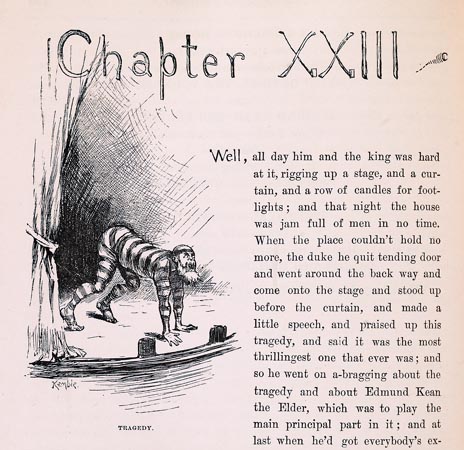 Chapter XXIII
Well, all day him and the king was hard
at it, rigging up a stage, and a cur-
tain, and a row of candles for foot-
lights; and that night the house
was jam full of men in no time.
When the place couldn't hold no
more, the duke he quit tending door
and went around the back way and
come onto the stage and stood up
before the curtain, and made a
little speech, and praised up this
tragedy, and said it was the most
thrillingest one that ever was; and
so he went on a-bragging about the
tragedy and about Edmund Kean
the Elder, which was to play the
main principal part in it; and at
last when he'd got everybody's ex-
Kemble
TRAGEDY.